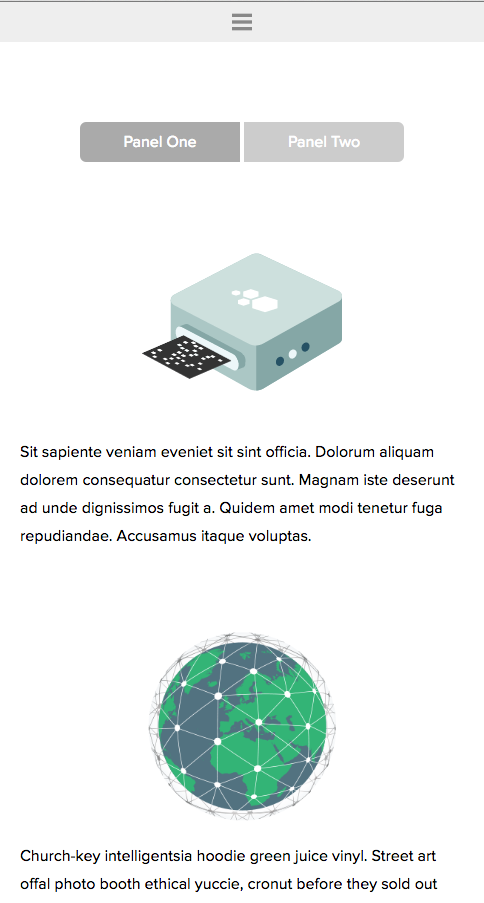 Panel One
Panel Two
Sit sapiente veniam eveniet sit sint officia. Dolorum aliquam
dolorem consequatur consectetur sunt. Magnam iste deserunt
ad unde dignissimos fugit a. Quidem amet modi tenetur fuga
repudiandae. Accusamus itaque voluptas.
Church-key intelligentsia hoodie green juice vinyl. Street art
offal photo booth ethical yuccie, cronut before they sold out